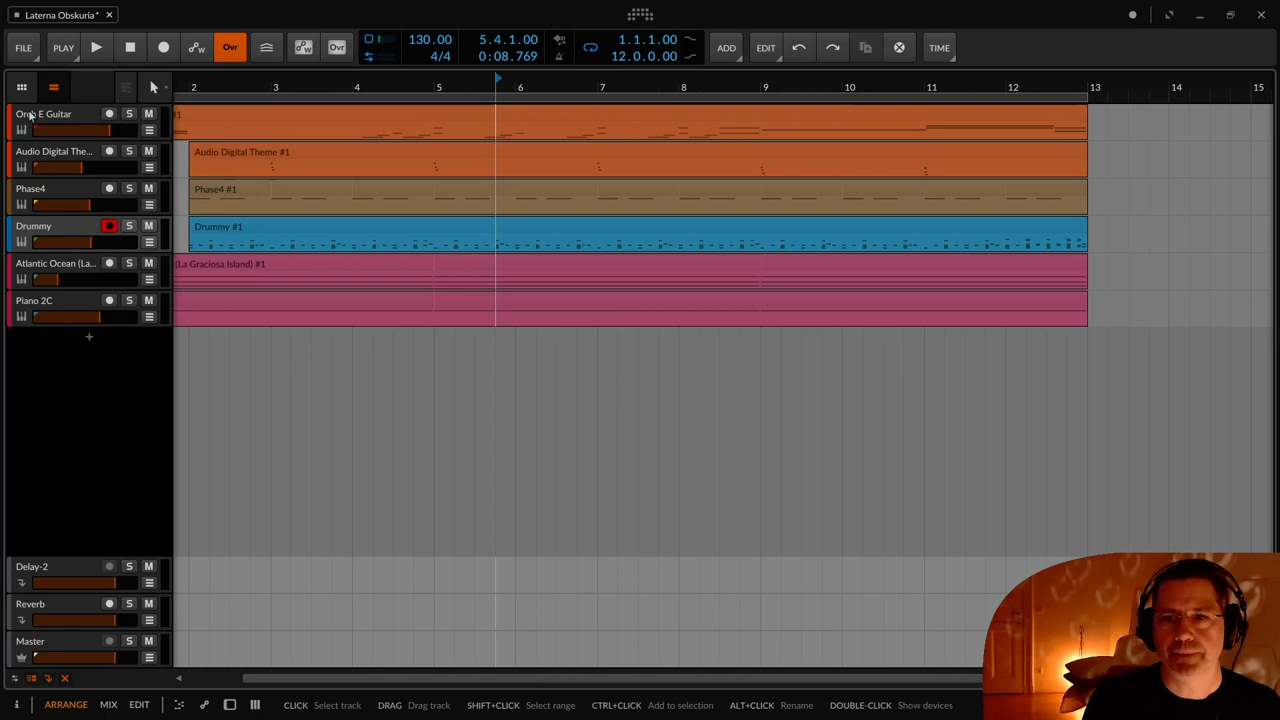 Laterna Obskuria*
FILE PLAY Ovr Ovr 130.00 4/4 5.4.1.00 0:08.769 1.1.1.00 12.0.0.00 ADD EDIT TIME
2 3 4 5 6 7 8 9 10 11 12 13 14 15
E Guitar S M #1
Audio Digital The... S M Audio Digital Theme #1
Phase4 S M Phase4 #1
Drummy S M Drummy #1
Atlantic Ocean (La... S M (La Graciosa Island) #1
Piano 2C S M
Delay-2 S M
Reverb S M
Master S M
ARRANGE MIX EDIT CLICK Select track DRAG Drag track SHIFT+CLICK Select range CTRL+CLICK Add to selection ALT+CLICK Rename DOUBLE-CLICK Show devices